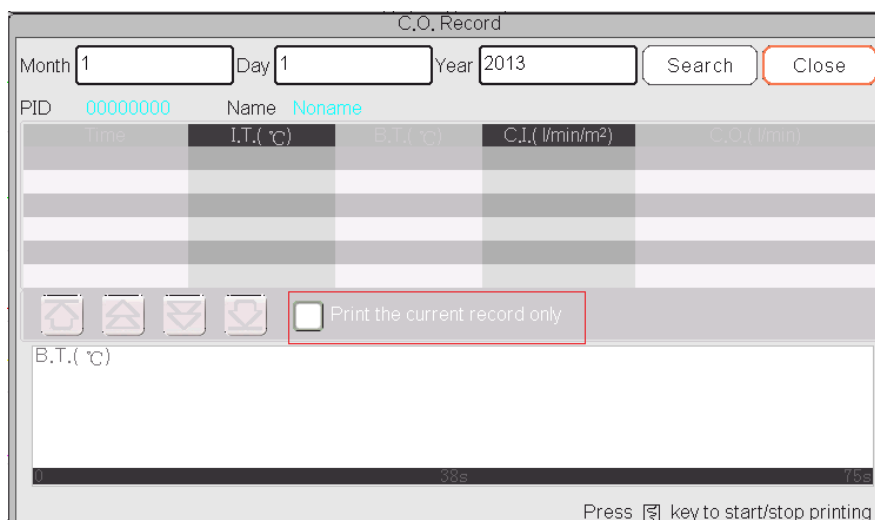 C.O. Record
Month 1 Day 1 Year 2013 Search Close
PID 00000000 Name Noname
Time I.T.( ℃) B.T.( ℃) C.I.( l/min/m²) C.O.( l/min)
Print the current record only
B.T.( ℃)
0 38s 75s
Press key to start/stop printing